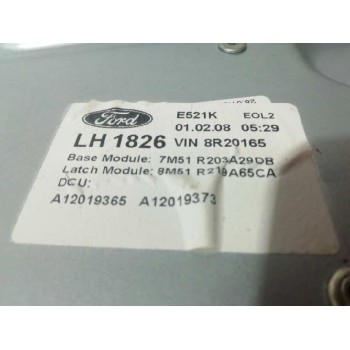 Ford
E521K EOL2
01.02.08 05:29
LH 1826 VIN 8R20165
Base Module: 7M51 R203A29DB
Latch Module: 8M51 R219A65CA
DCU:
A12019365 A12019373